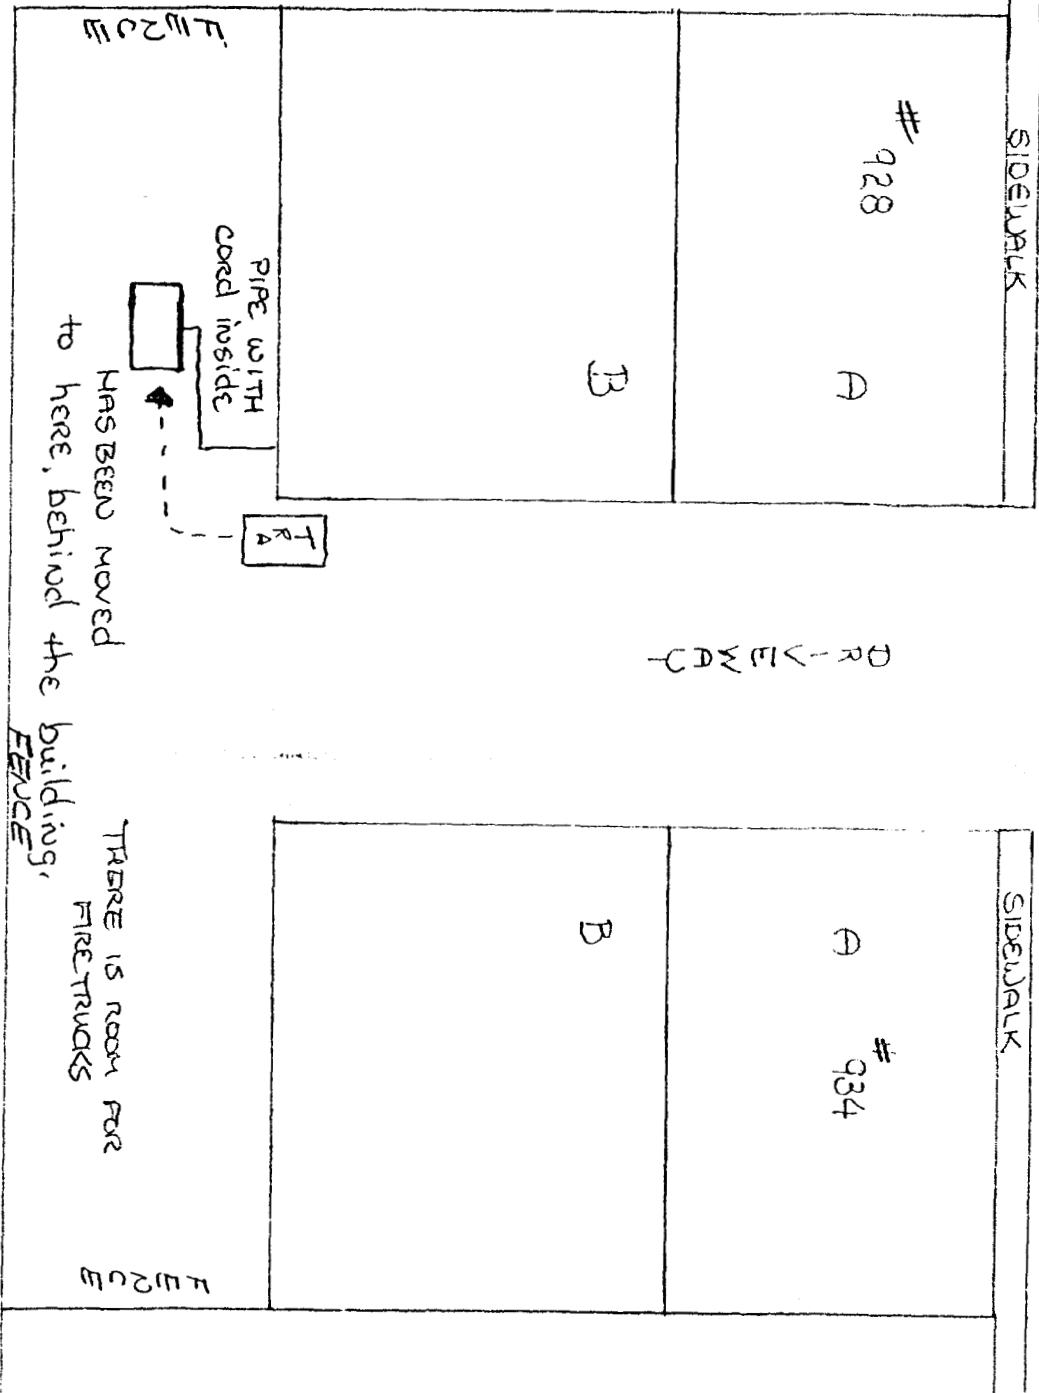 SIDEWALK
SIDEWALK
# 928
A
A
# 934
B
B
DRIVEWAY
TRA
PIPE WITH
CORD INSIDE
HAS BEEN MOVED
to HERE, bEhiNd thE building.
THERE IS ROOM FOR
FIRETRUCKS
FENCE
FENCE
FENCE